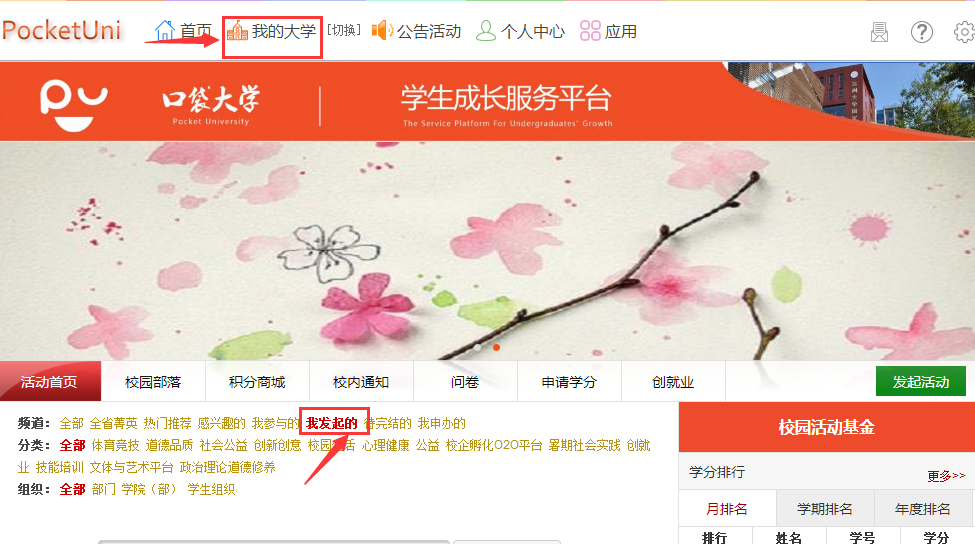 PocketUni 首页 我的大学 [切换] 公告活动 个人中心 应用
口袋大学
Pocket University
学生成长服务平台
The Service Platform For Undergraduates' Growth
活动首页 校园部落 积分商城 校内通知 问卷 申请学分 创就业 发起活动
频道： 全部 全省菁英 热门推荐 感兴趣的 我参与的 我发起的 待完结的 我申办的
分类： 全部 体育竞技 道德品质 社会公益 创新创意 校园 活 心理健康 公益 校企孵化O2O平台 暑期社会实践 创就
业 技能培训 文体与艺术平台 政治理论道德修养
组织： 全部 部门 学院（部） 学生组织
校园活动基金
学分排行 更多>>
月排名 学期排名 年度排名
排行 姓名 学号 学分